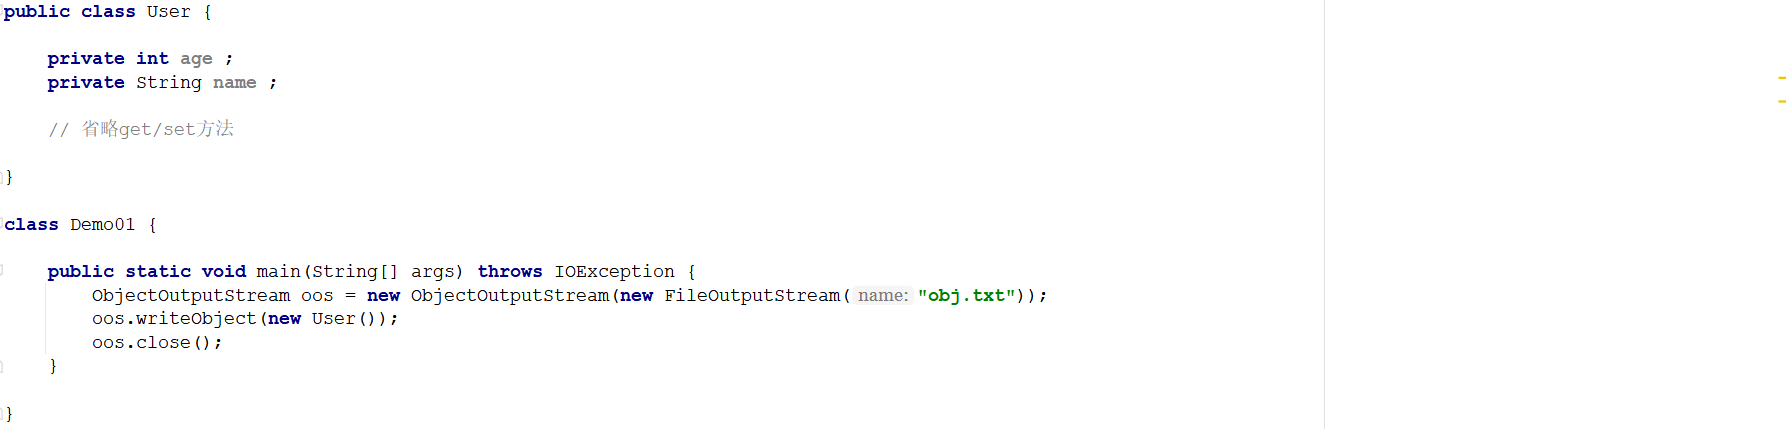 public class User {
private int age ;
private String name ;
// 省略get/set方法
}
class Demo01 {
public static void main(String[] args) throws IOException {
ObjectOutputStream oos = new ObjectOutputStream(new FileOutputStream( name: "obj.txt"));
oos.writeObject(new User());
oos.close();
}
}